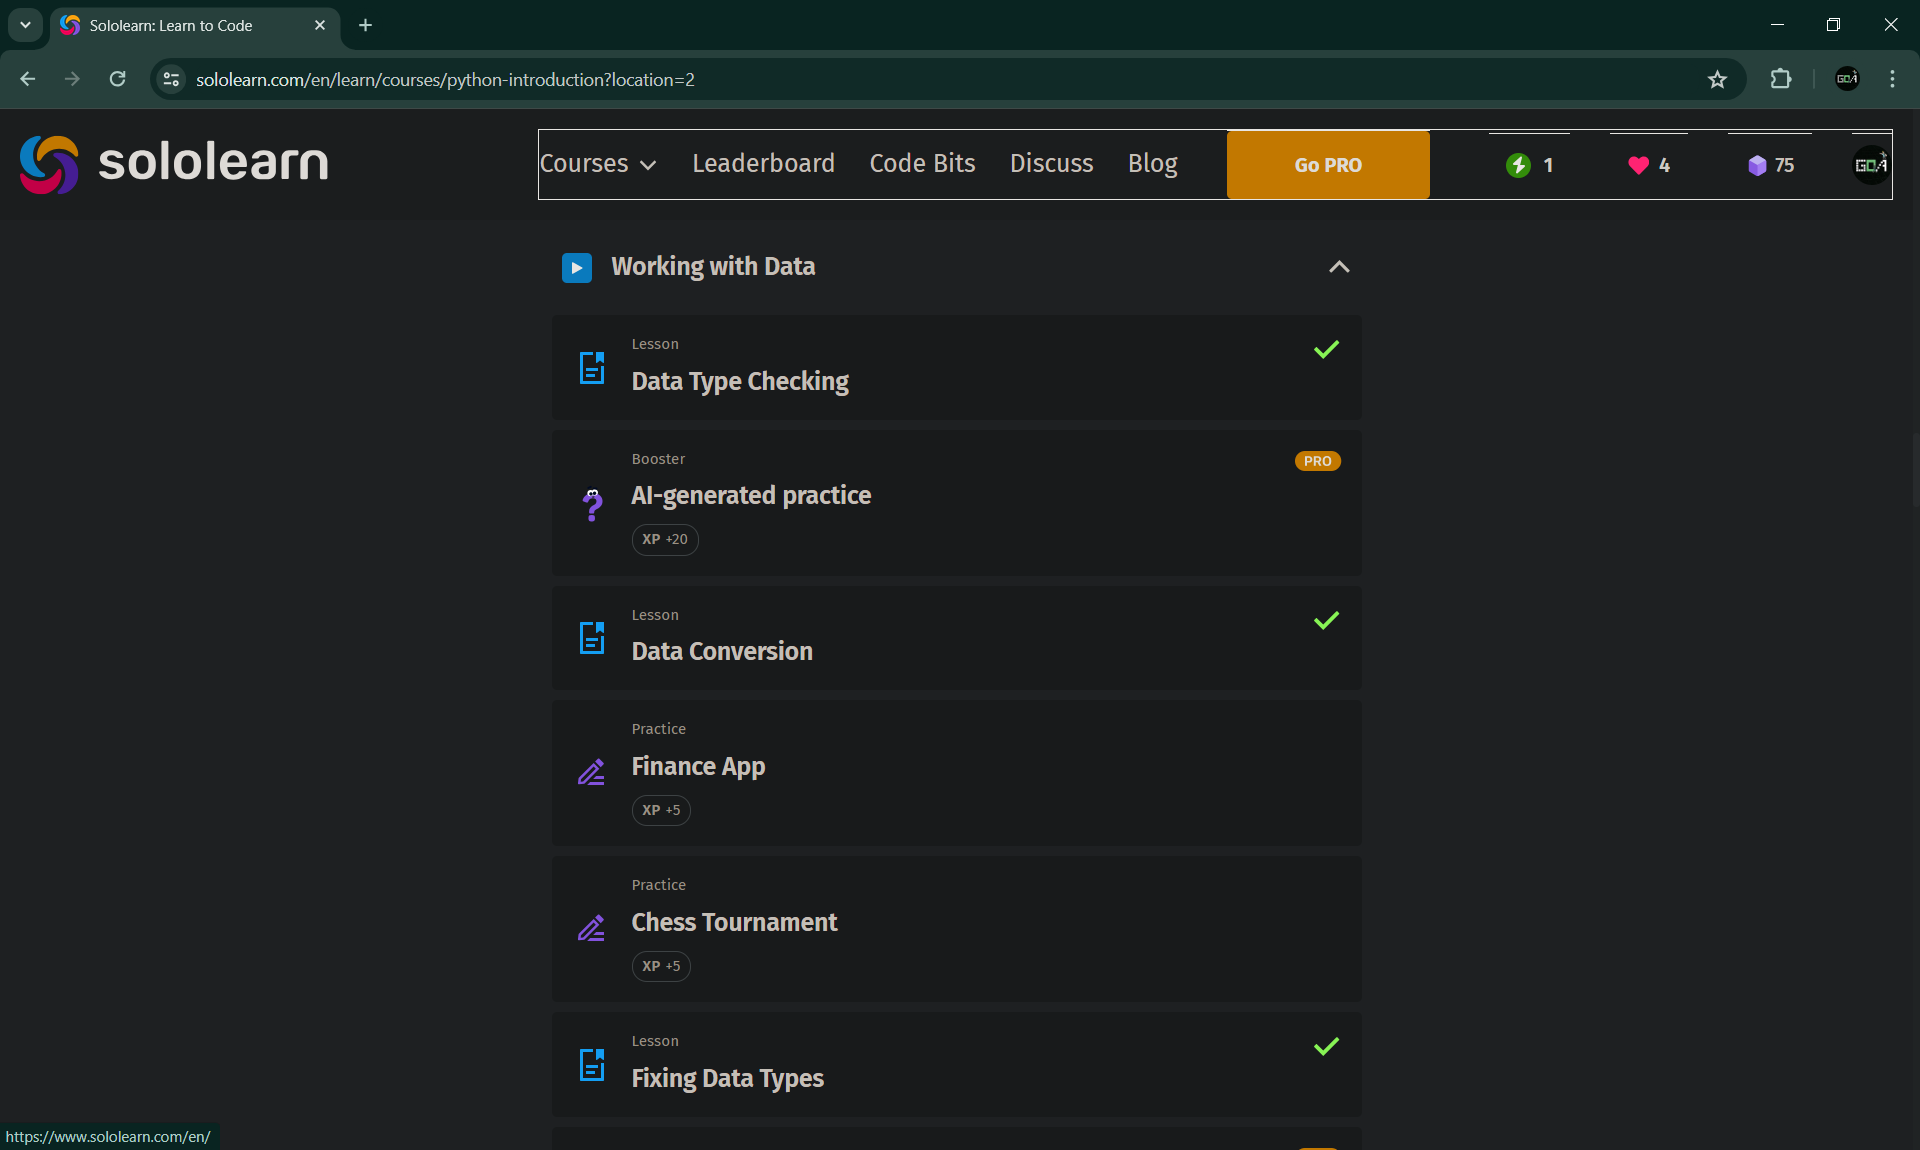 Sololearn: Learn to Code
sololearn.com/en/learn/courses/python-introduction?location=2
sololearn
Courses Leaderboard Code Bits Discuss Blog Go PRO 1 4 75 GO/I
Working with Data
Lesson
Data Type Checking
Booster
PRO
AI-generated practice
XP +20
Lesson
Data Conversion
Practice
Finance App
XP +5
Practice
Chess Tournament
XP +5
Lesson
Fixing Data Types
https://www.sololearn.com/en/